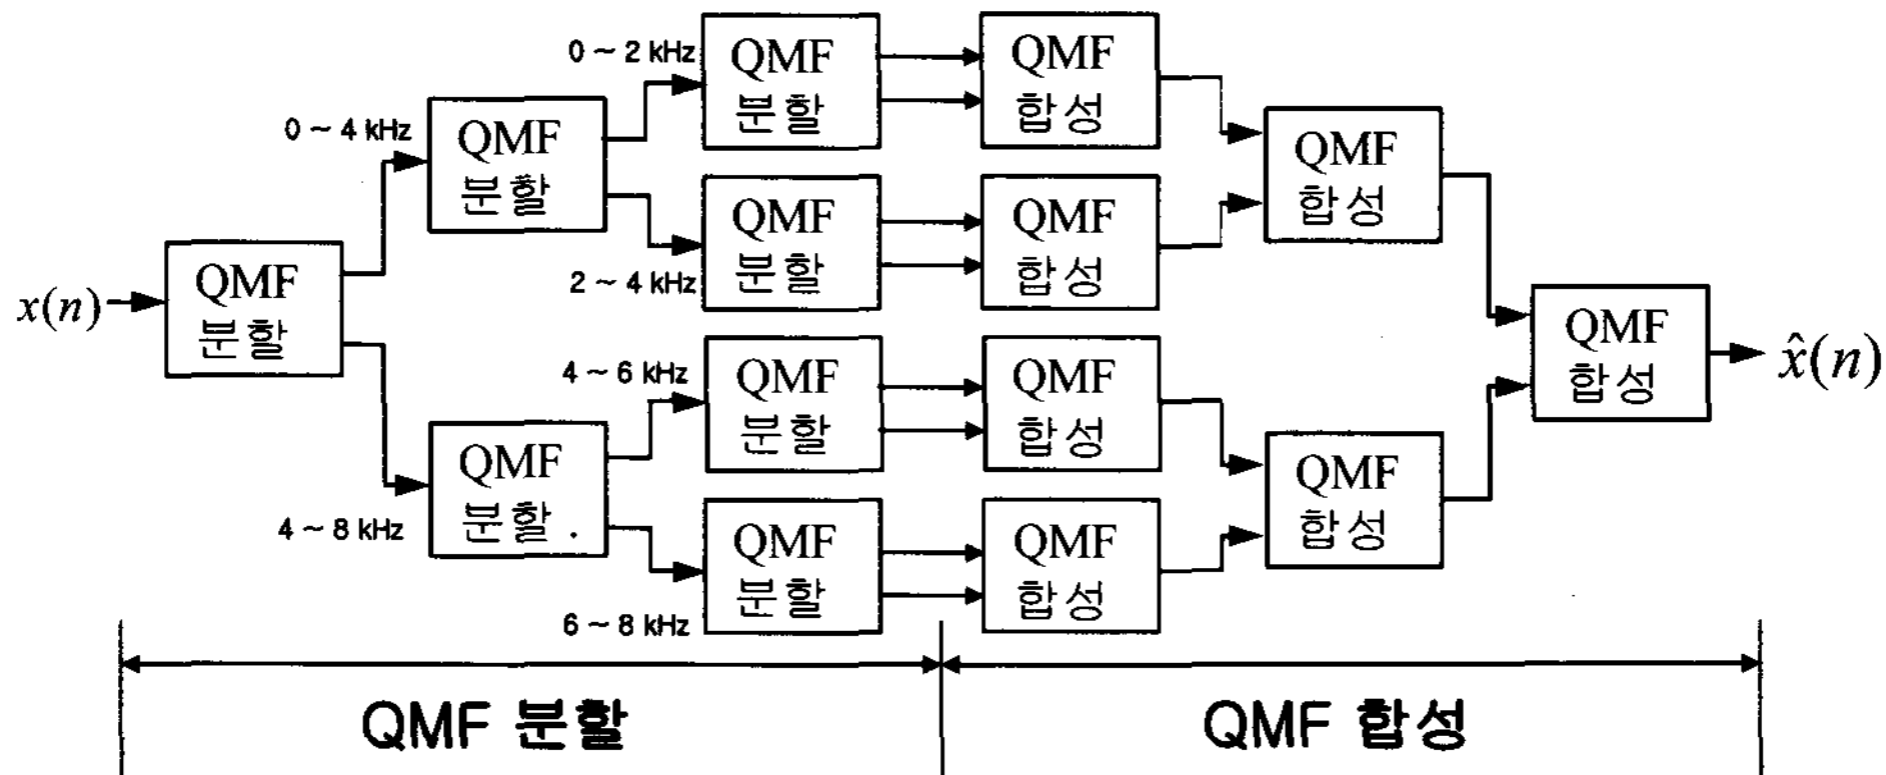 0 ~ 2 kHz
QMF
분할
QMF
합성
0 ~ 4 kHz
QMF
분할
QMF
합성
2 ~ 4 kHz
QMF
분할
QMF
합성
x(n)
QMF
분할
QMF
합성
x̂(n)
4 ~ 6 kHz
QMF
분할
QMF
합성
4 ~ 8 kHz
QMF
분할
QMF
합성
6 ~ 8 kHz
QMF
분할
QMF
합성
QMF 분할
QMF 합성